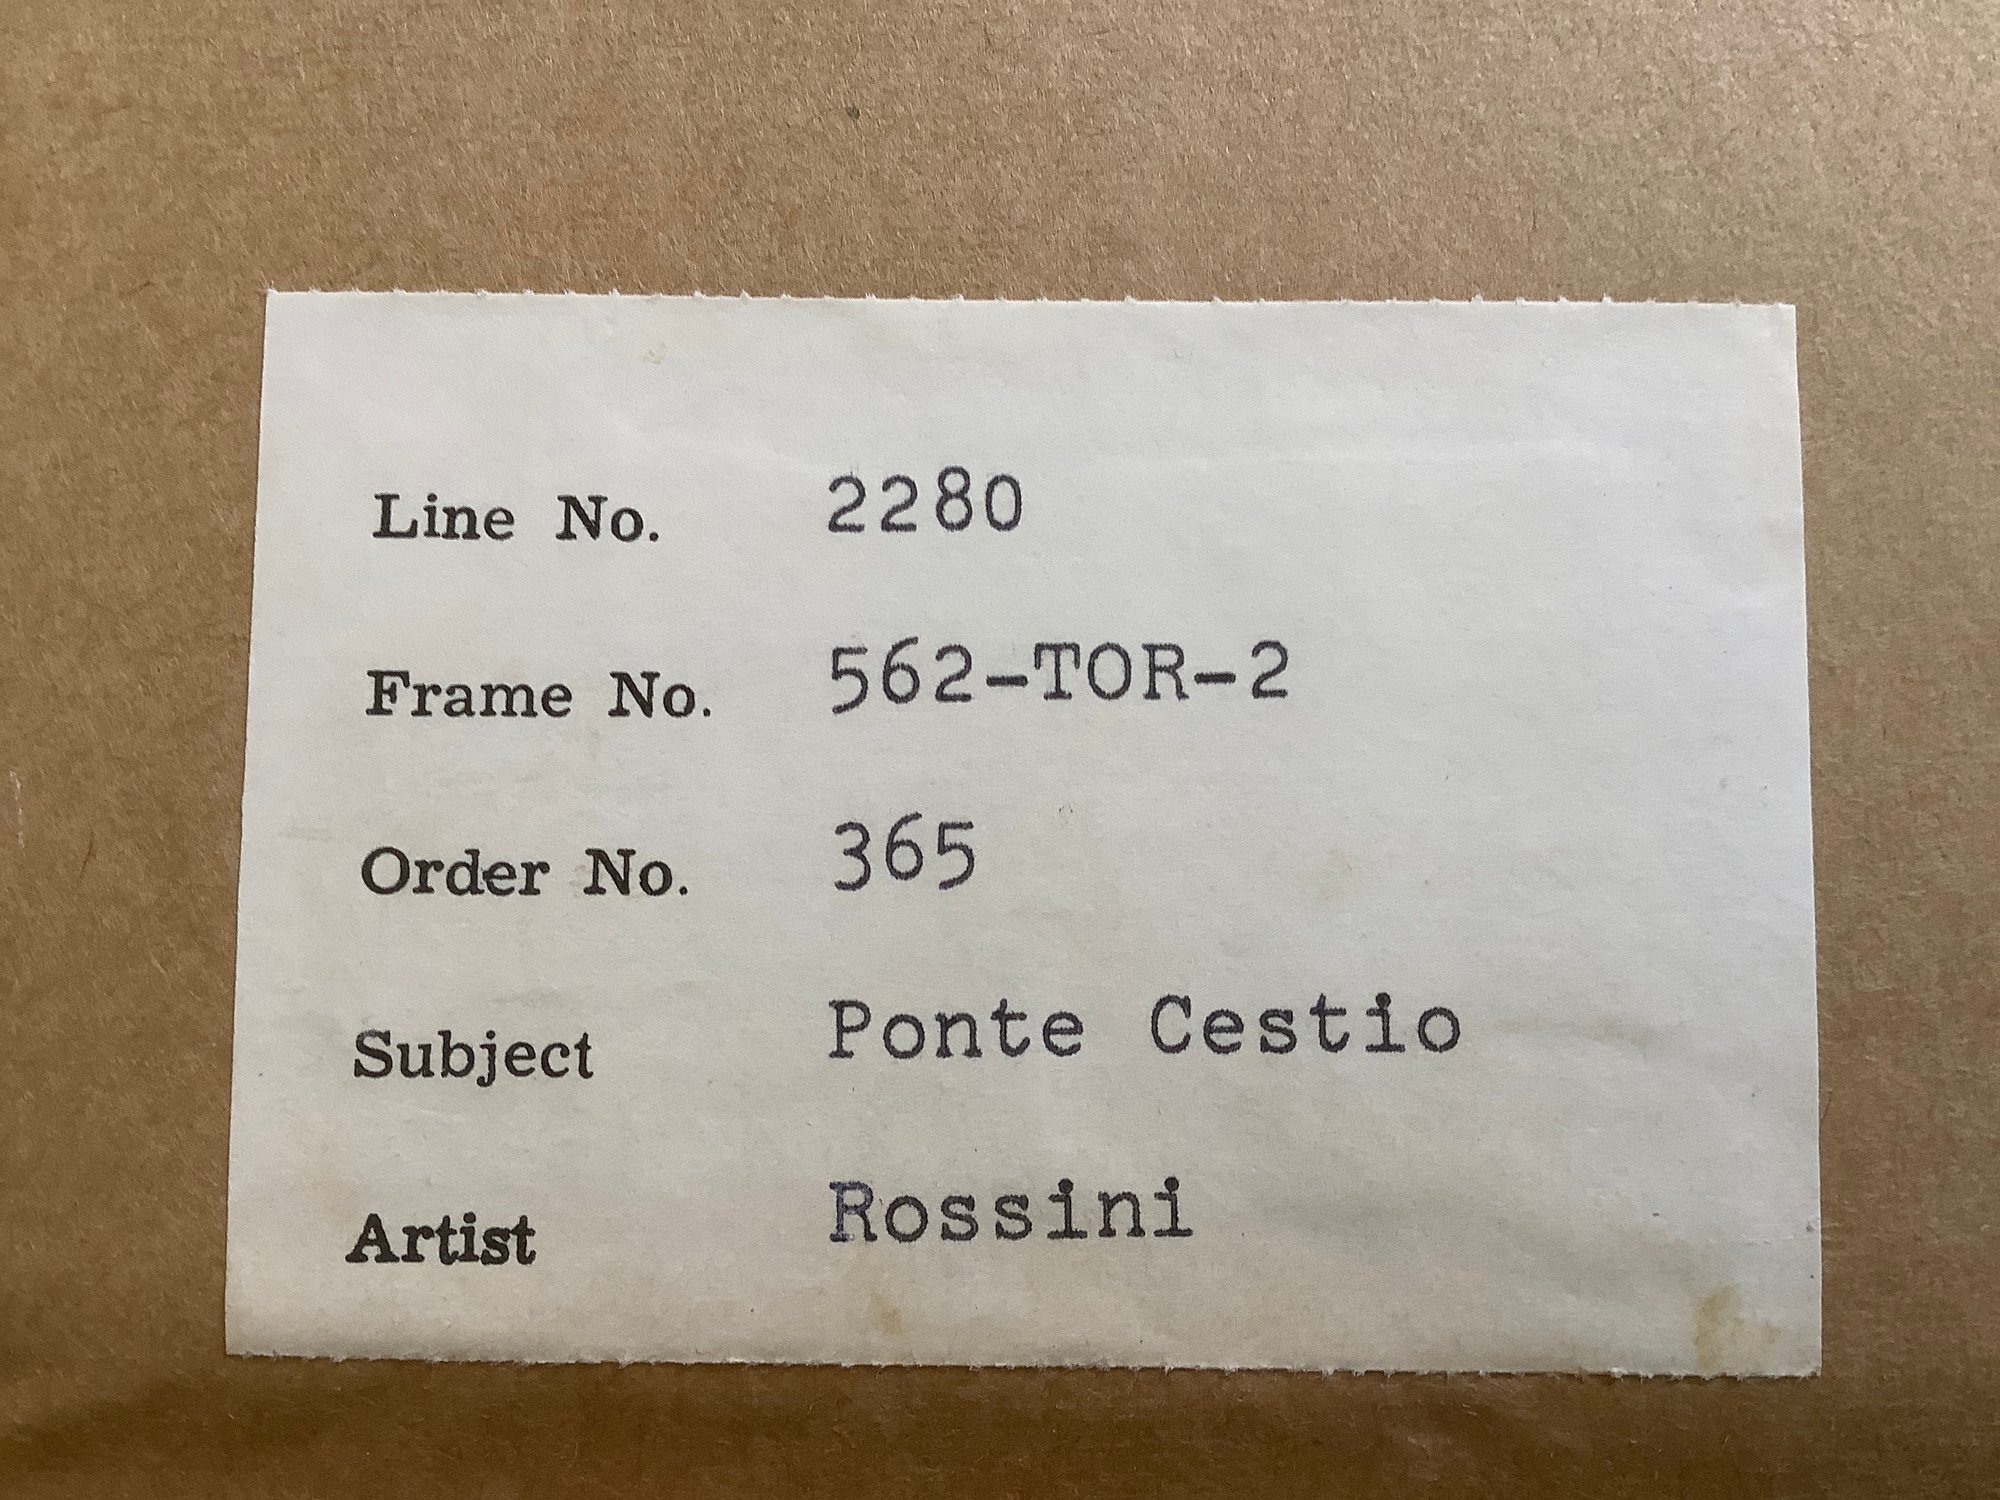 Line No. 2280
Frame No. 562-TOR-2
Order No. 365
Subject Ponte Cestio
Artist Rossini